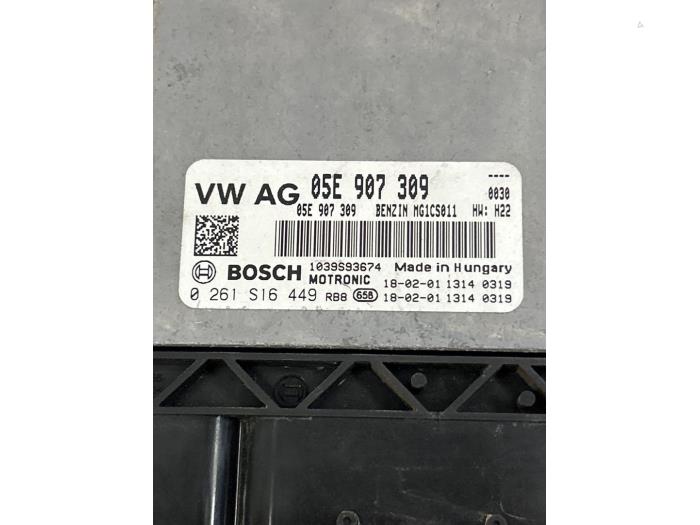 VW AG 05E 907 309 ----
0030
05E 907 309 BENZIN MG1CS011 HW: H22
BOSCH 1039S93674 Made in Hungary
MOTRONIC 18-02-01 1314 0319
0 261 S16 449 RB8 658 18-02-01 1314 0319